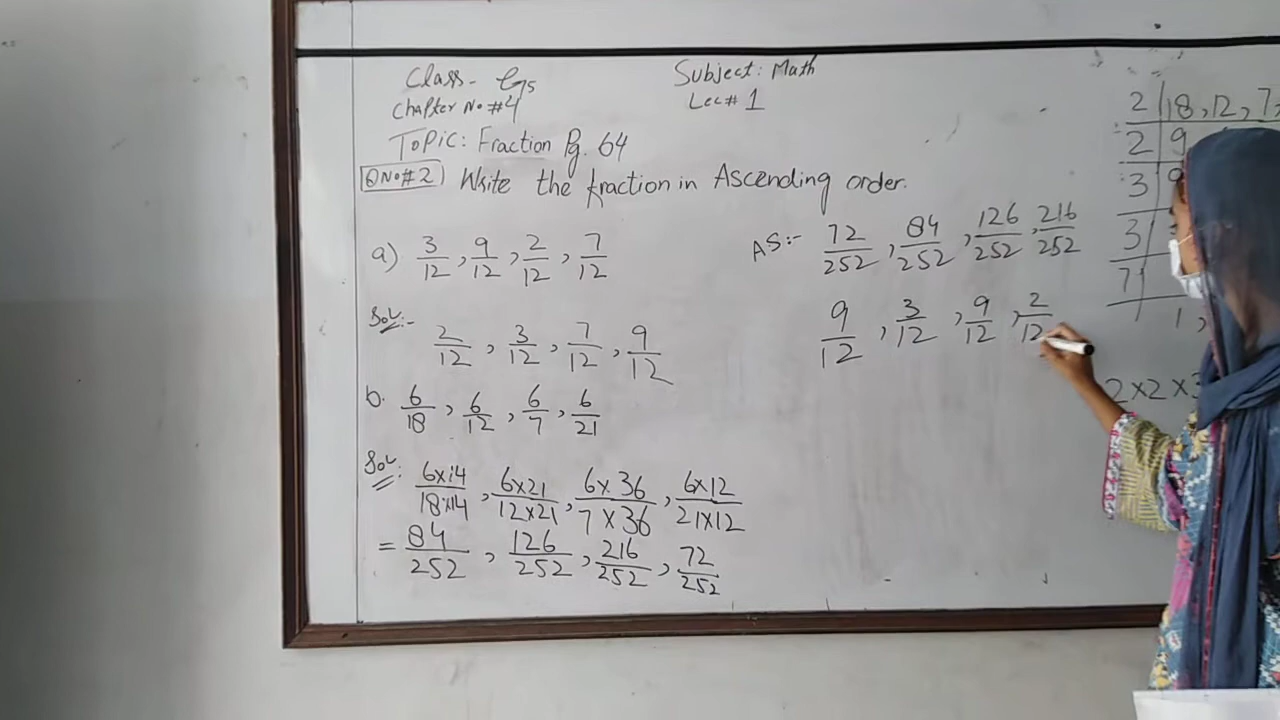 Class - 6s
Subject: Math
Chapter No #4
Lec# 1
Topic: Fraction Pg. 64
QNo#2 Write the fraction in Ascending order.
a) 3/12, 9/12, 2/12, 7/12
Sol:- 2/12, 3/12, 7/12, 9/12
b. 6/18, 6/12, 6/7, 6/21
Sol: 6x14/18x14, 6x21/12x21, 6x36/7x36, 6x12/21x12
= 84/252, 126/252, 216/252, 72/252
AS:- 72/252, 84/252, 126/252, 216/252
9/12, 3/12, 9/12, 2/12
2 | 18, 12, 7,
2 | 9
3 | 9
3 |
7 |
1,
2x2x3